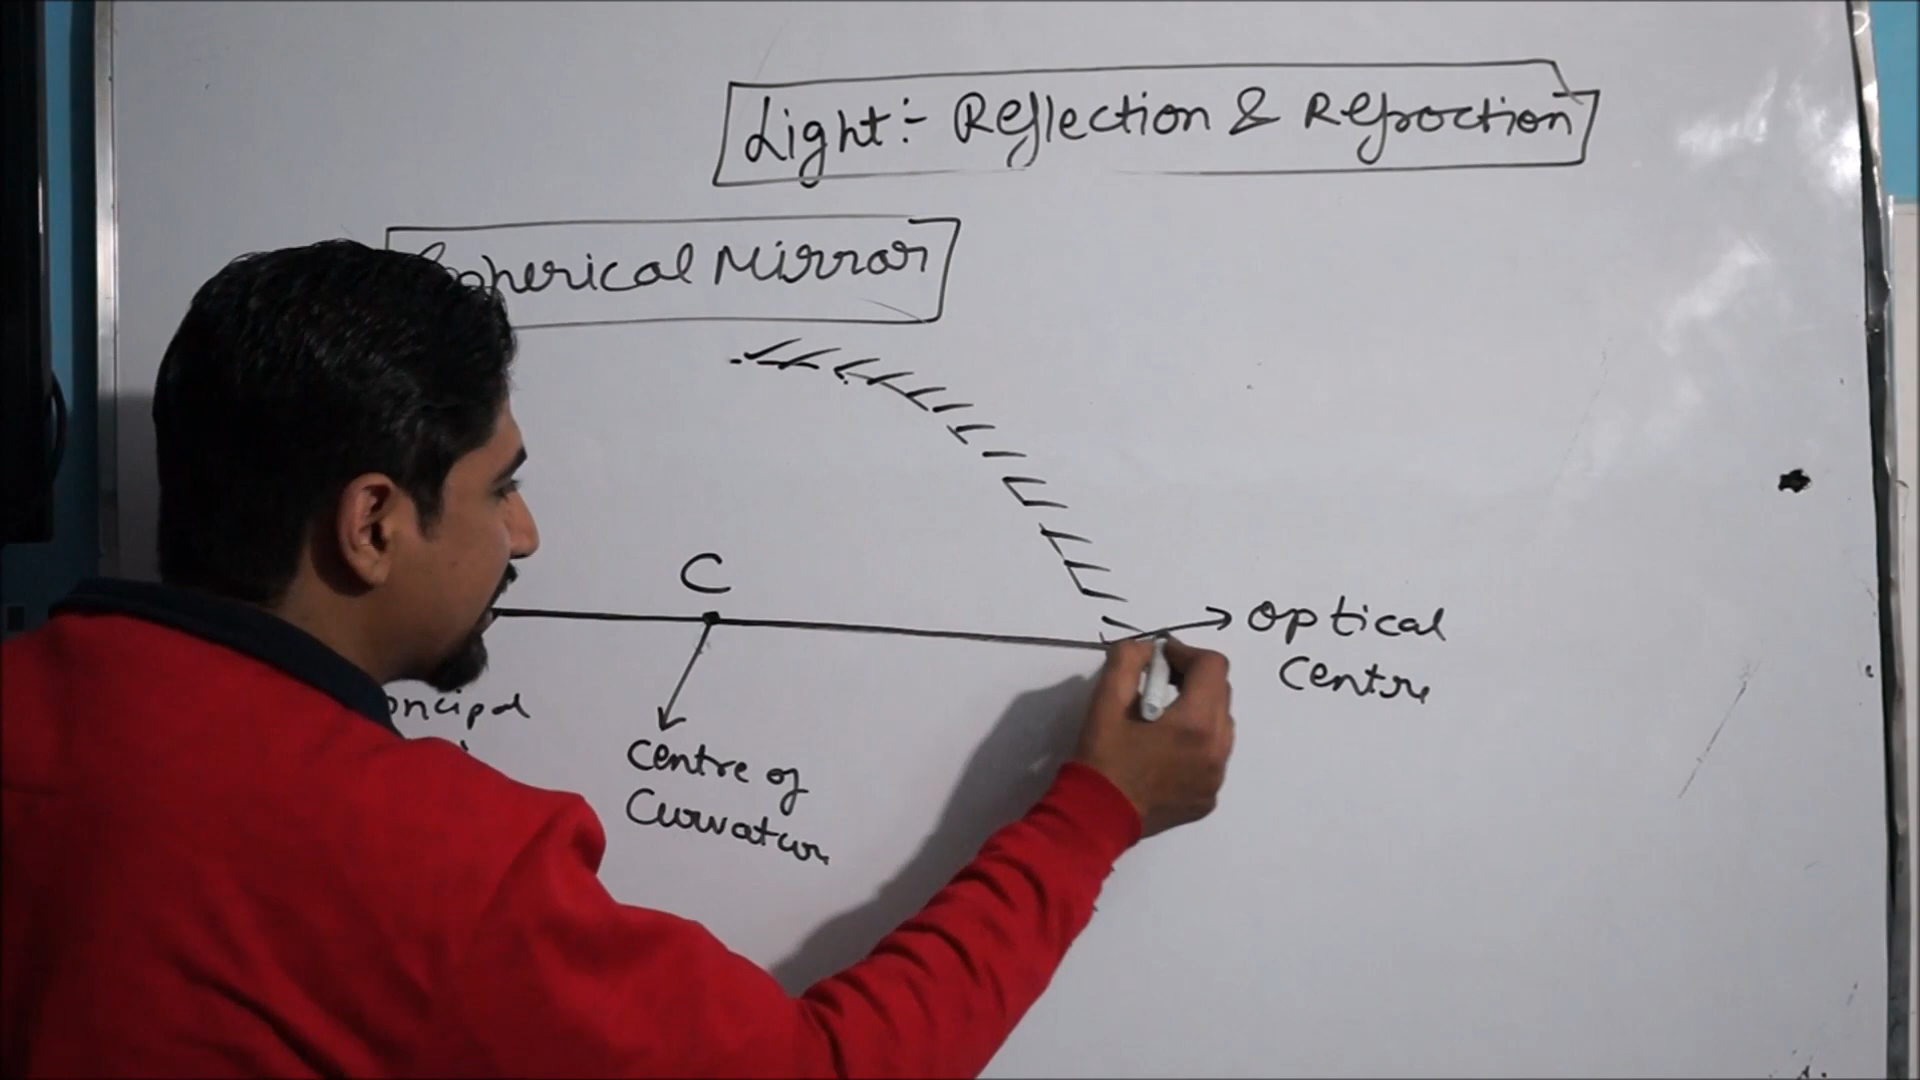 Light:- Reflection & Refraction
Spherical Mirror
C
Optical
Centre
Centre of
Curvature